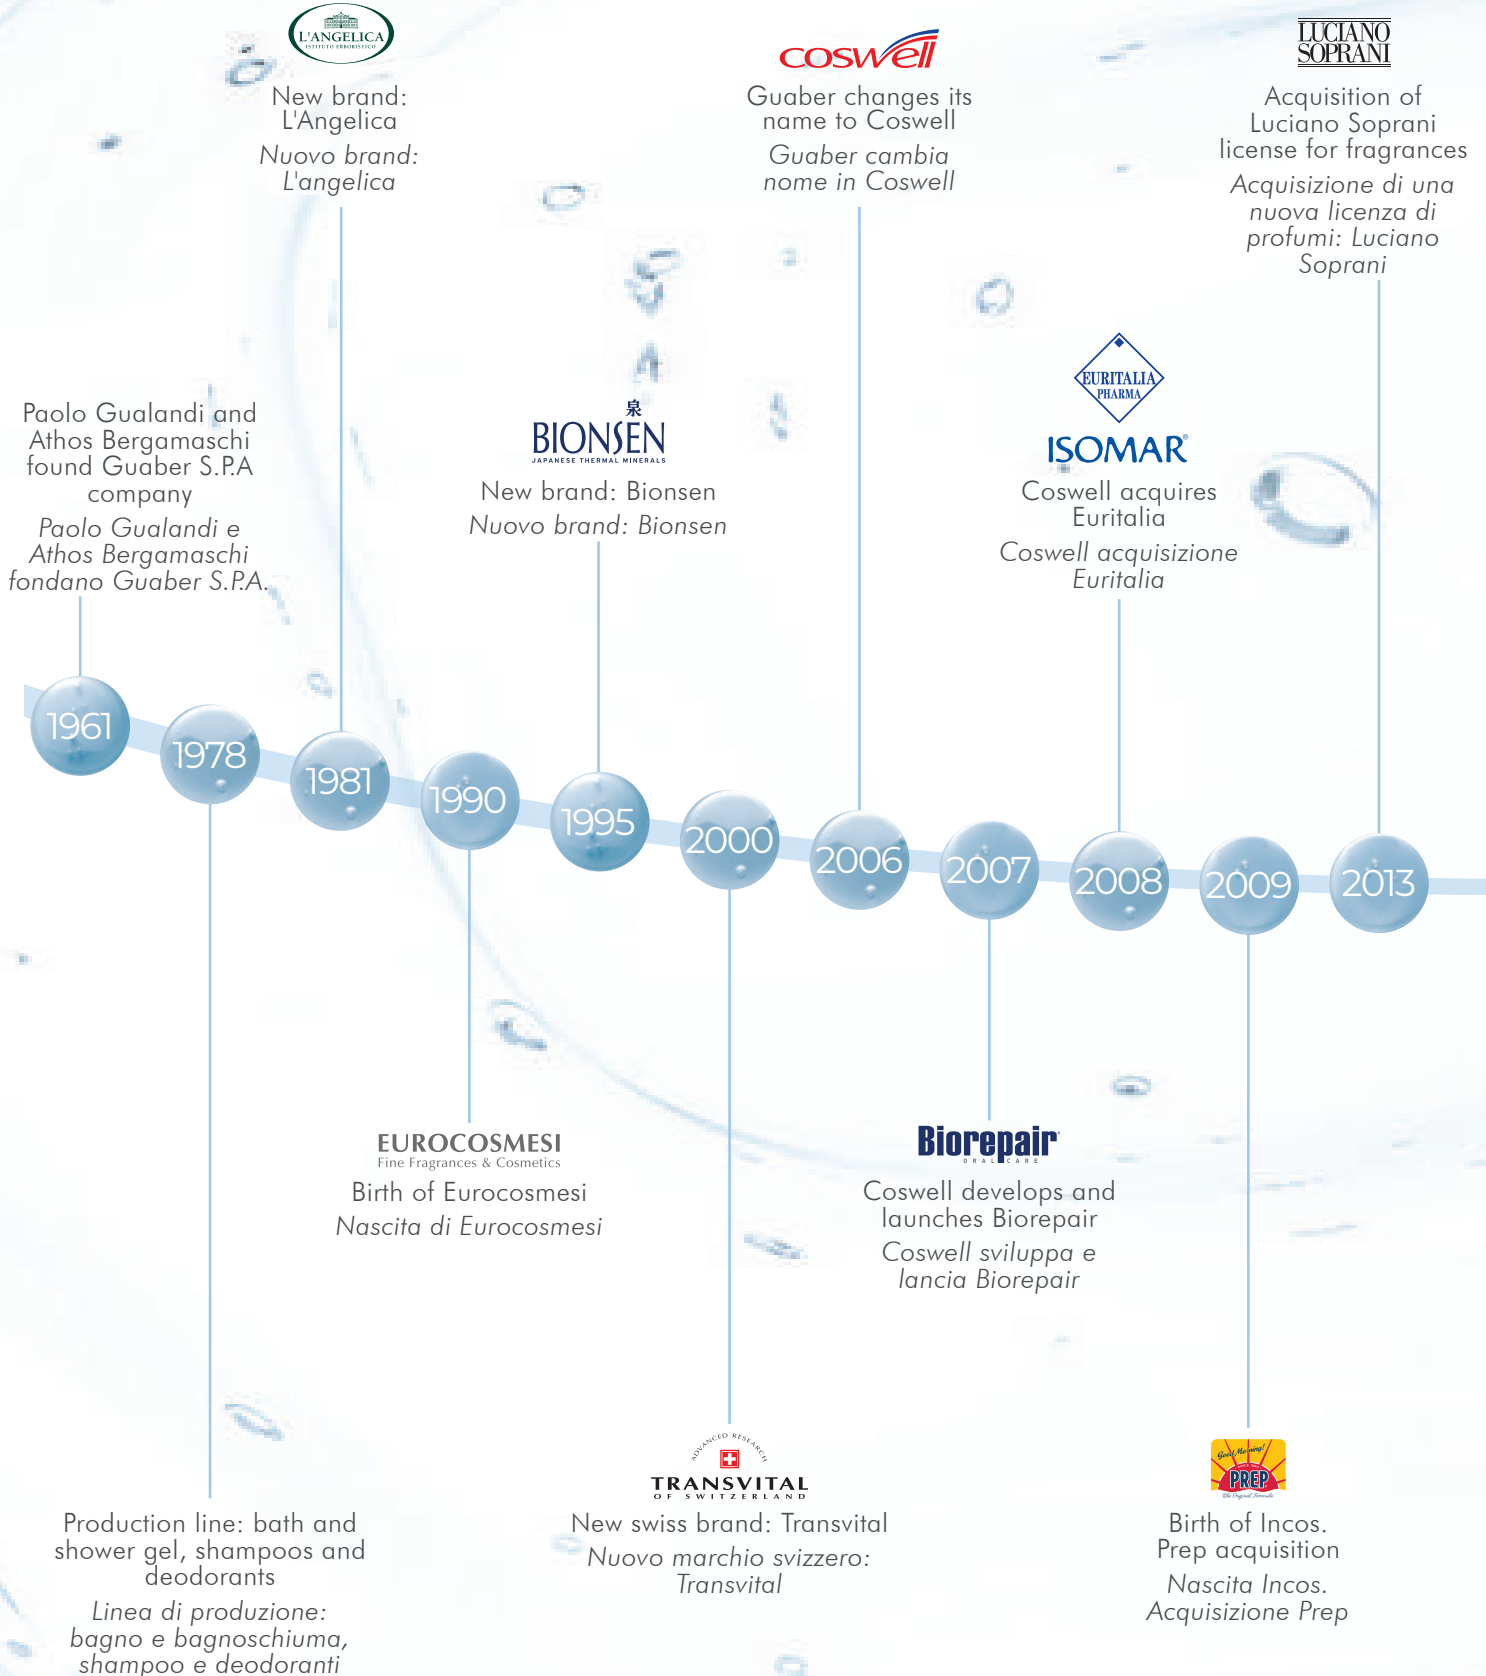 L'ANGELICA
ISTITUTO ERBORISTICO
New brand:
L'Angelica
Nuovo brand:
L'angelica
coswell
Guaber changes its
name to Coswell
Guaber cambia
nome in Coswell
LUCIANO
SOPRANI
Acquisition of
Luciano Soprani
license for fragrances
Acquisizione di una
nuova licenza di
profumi: Luciano
Soprani
Paolo Gualandi and
Athos Bergamaschi
found Guaber S.P.A
company
Paolo Gualandi e
Athos Bergamaschi
fondano Guaber S.P.A.
泉
BIONSEN
JAPANESE THERMAL MINERALS
New brand: Bionsen
Nuovo brand: Bionsen
EURITALIA
PHARMA
ISOMAR®
Coswell acquires
Euritalia
Coswell acquisizione
Euritalia
1961
1978
1981
1990
1995
2000
2006
2007
2008
2009
2013
EUROCOSMESI
Fine Fragrances & Cosmetics
Birth of Eurocosmesi
Nascita di Eurocosmesi
Biorepair
ORAL CARE
Coswell develops and
launches Biorepair
Coswell sviluppa e
lancia Biorepair
Production line: bath and
shower gel, shampoos and
deodorants
Linea di produzione:
bagno e bagnoschiuma,
shampoo e deodoranti
ADVANCED RESEARCH
TRANSVITAL
OF SWITZERLAND
New swiss brand: Transvital
Nuovo marchio svizzero:
Transvital
Good Morning!
PREP
The Original Formula
Birth of Incos.
Prep acquisition
Nascita Incos.
Acquisizione Prep